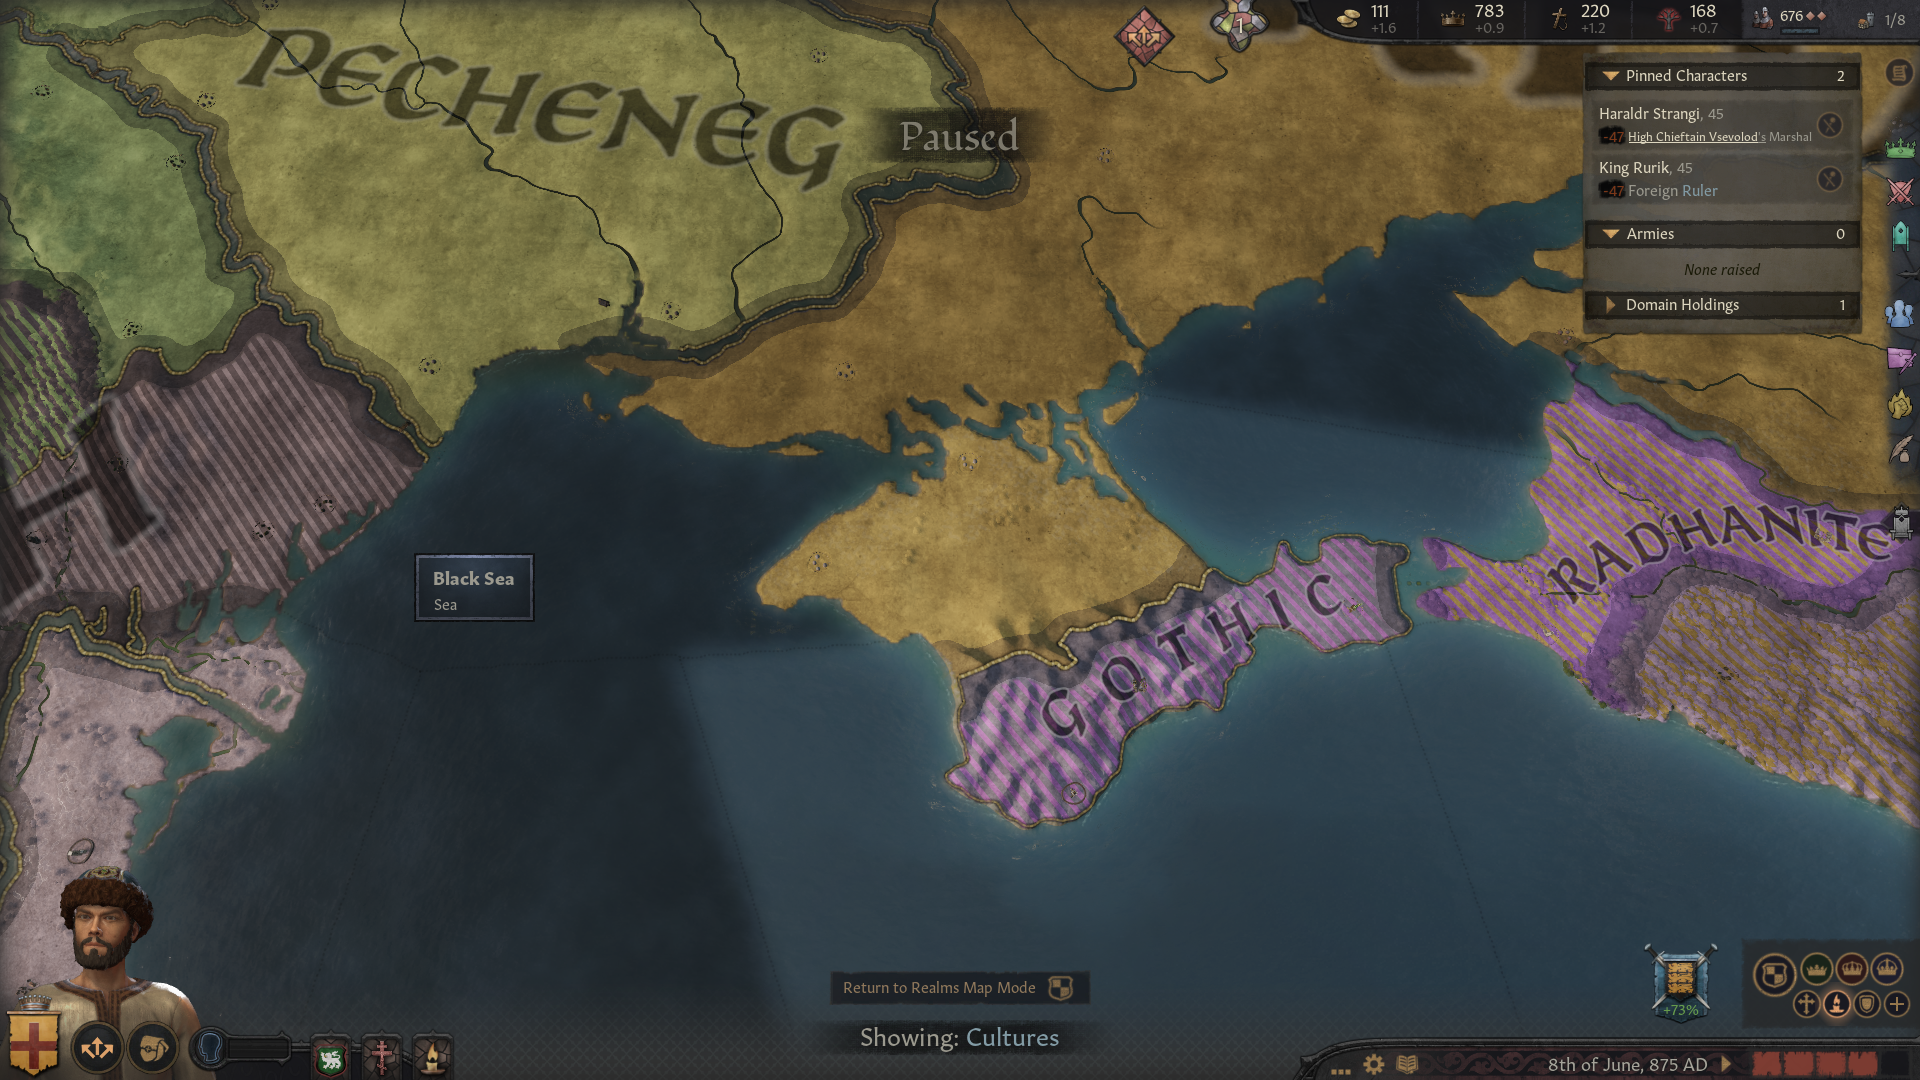 111
+1.6
783
+0.9
220
+1.2
168
+0.7
676
1/8
1
PECHENEG
Paused
Pinned Characters 2
Haraldr Strangi, 45
-47 High Chieftain Vsevolod's Marshal
King Rurik, 45
-47 Foreign Ruler
Armies 0
None raised
Domain Holdings 1
H
Black Sea
Sea
GOTHIC
RADHANITE
+73%
Return to Realms Map Mode
Showing: Cultures
8th of June, 875 AD